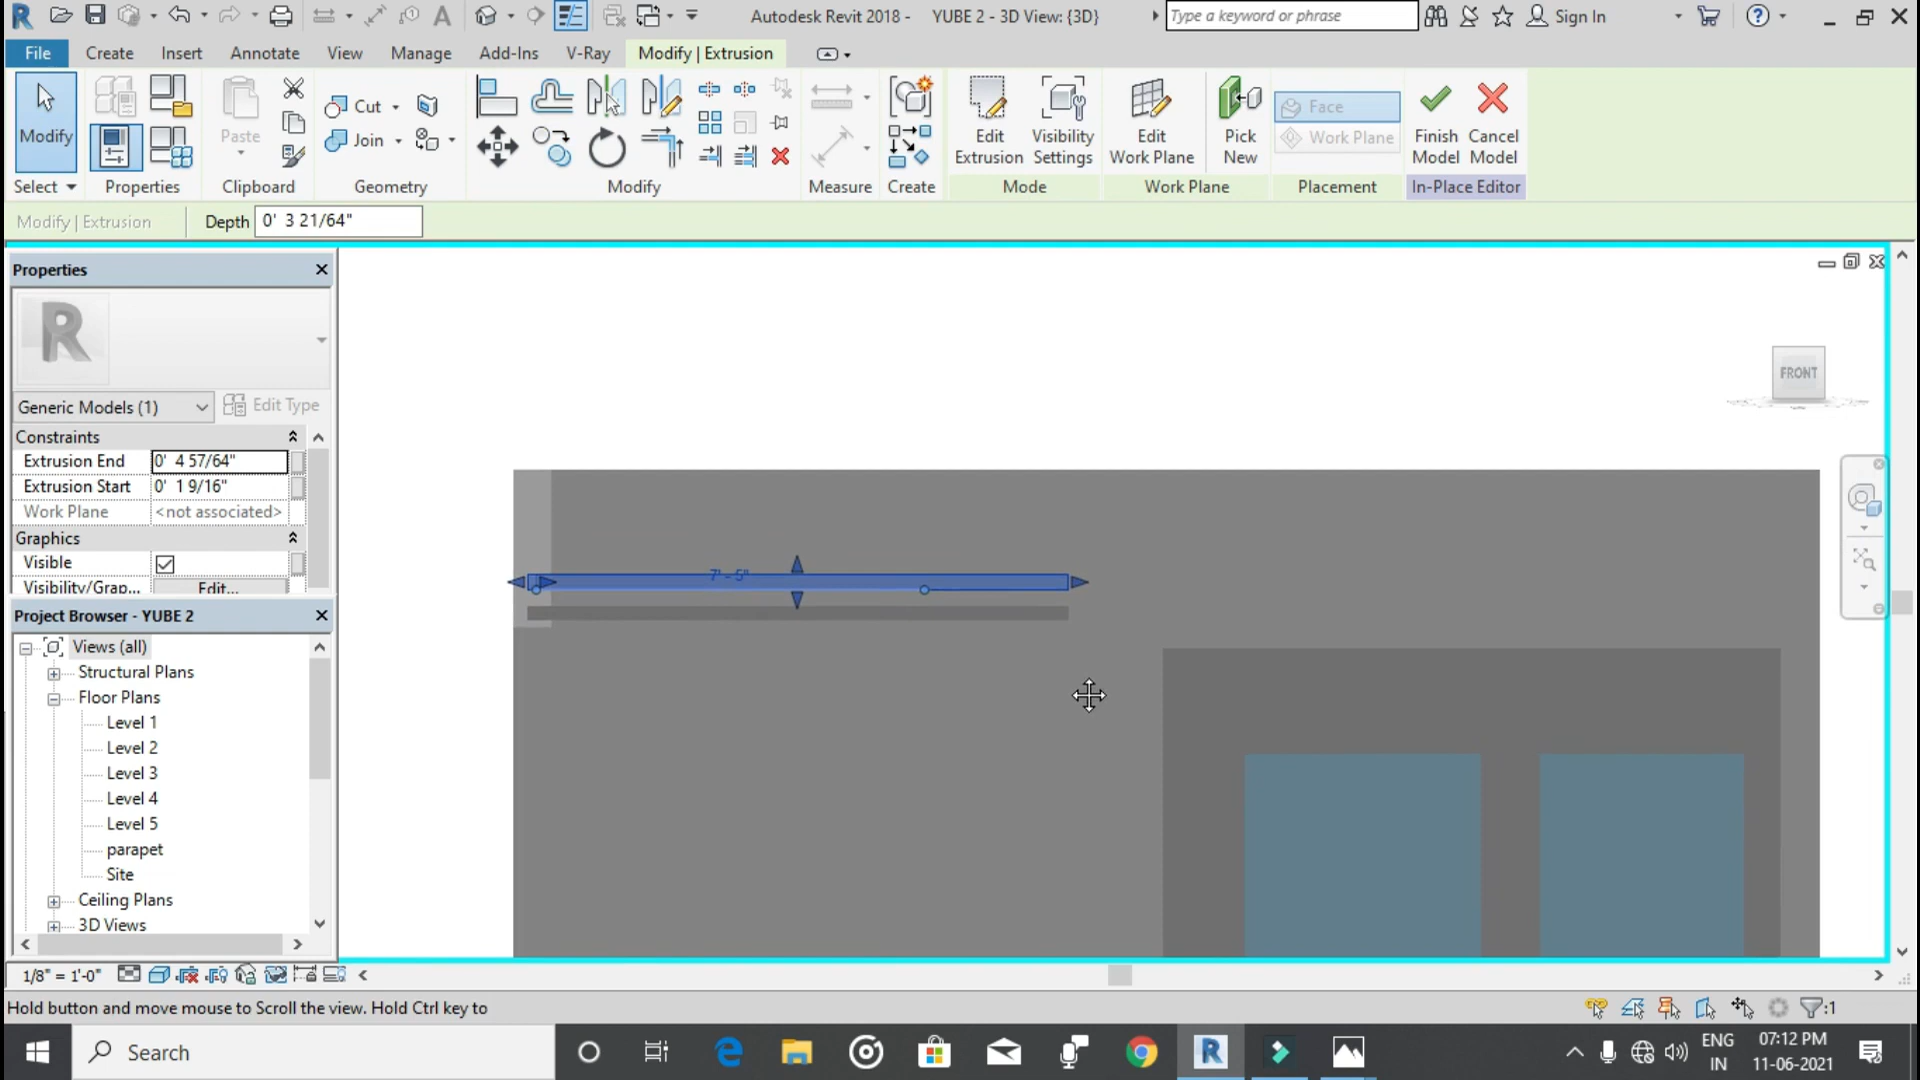 Autodesk Revit 2018 - YUBE 2 - 3D View: {3D}
Type a keyword or phrase
Sign In
File Create Insert Annotate View Manage Add-Ins V-Ray Modify | Extrusion
Modify
Select
Properties
Paste
Clipboard
Cut
Join
Geometry
Modify
Measure
Create
Edit Extrusion
Visibility Settings
Mode
Edit Work Plane
Pick New
Work Plane
Face
Work Plane
Placement
Finish Model
Cancel Model
In-Place Editor
Modify | Extrusion
Depth 0' 3 21/64"
Properties
Generic Models (1)
Edit Type
Constraints
Extrusion End 0' 4 57/64"
Extrusion Start 0' 1 9/16"
Work Plane <not associated>
Graphics
Visible
Visibility/Grap... Edit...
Project Browser - YUBE 2
Views (all)
Structural Plans
Floor Plans
Level 1
Level 2
Level 3
Level 4
Level 5
parapet
Site
Ceiling Plans
3D Views
7' - 5"
FRONT
1/8" = 1'-0"
Hold button and move mouse to Scroll the view. Hold Ctrl key to
:1
Search
ENG
IN
07:12 PM
11-06-2021